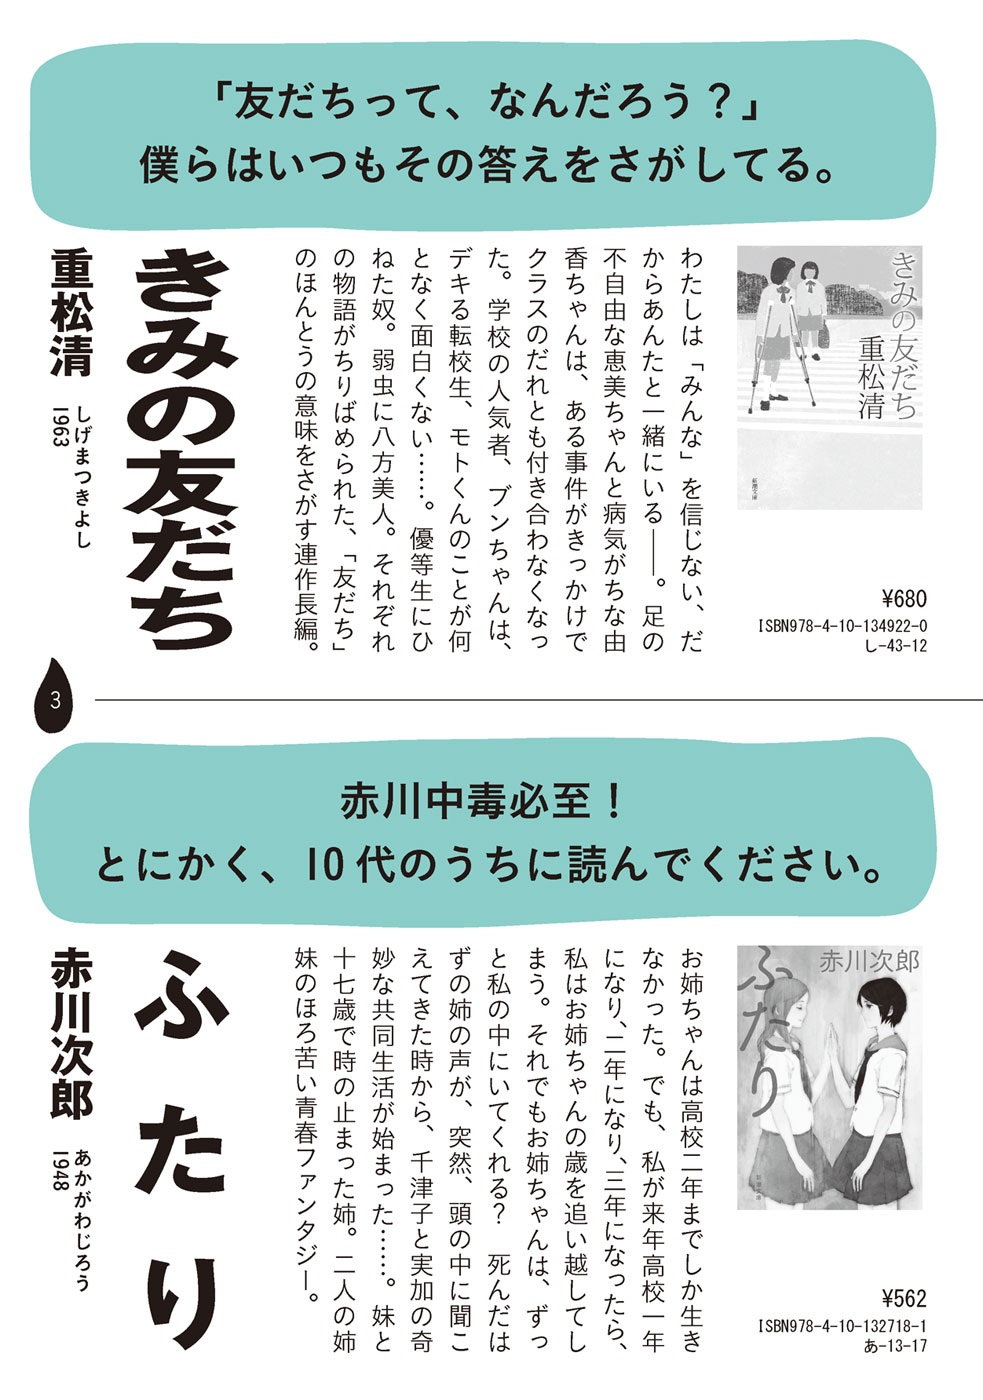 「友だちって、なんだろう？」
僕らはいつもその答えをさがしてる。
きみの友だち
重松清
新潮文庫
¥680
ISBN978-4-10-134922-0
し-43-12
わたしは「みんな」を信じない、だ
からあんたと一緒にいる――。足の
不自由な恵美ちゃんと病気がちな由
香ちゃんは、ある事件がきっかけで
クラスのだれとも付き合わなくなっ
た。学校の人気者、ブンちゃんは、
デキる転校生、モトくんのことが何
となく面白くない……。優等生にひ
ねた奴。弱虫に八方美人。それぞれ
の物語がちりばめられた、「友だち」
のほんとうの意味をさがす連作長編。
きみの友だち
重松清
しげまつきよし
1963
3
赤川中毒必至！
とにかく、10代のうちに読んでください。
赤川次郎
ふたり
新潮文庫
¥562
ISBN978-4-10-132718-1
あ-13-17
お姉ちゃんは高校二年までしか生き
なかった。でも、私が来年高校一年
になり、二年になり、三年になったら、
私はお姉ちゃんの歳を追い越してし
まう。それでもお姉ちゃんは、ずっ
と私の中にいてくれる？　死んだは
ずの姉の声が、突然、頭の中に聞こ
えてきた時から、千津子と実加の奇
妙な共同生活が始まった……。妹と
十七歳で時の止まった姉。二人の姉
妹のほろ苦い青春ファンタジー。
ふたり
赤川次郎
あかがわじろう
1948